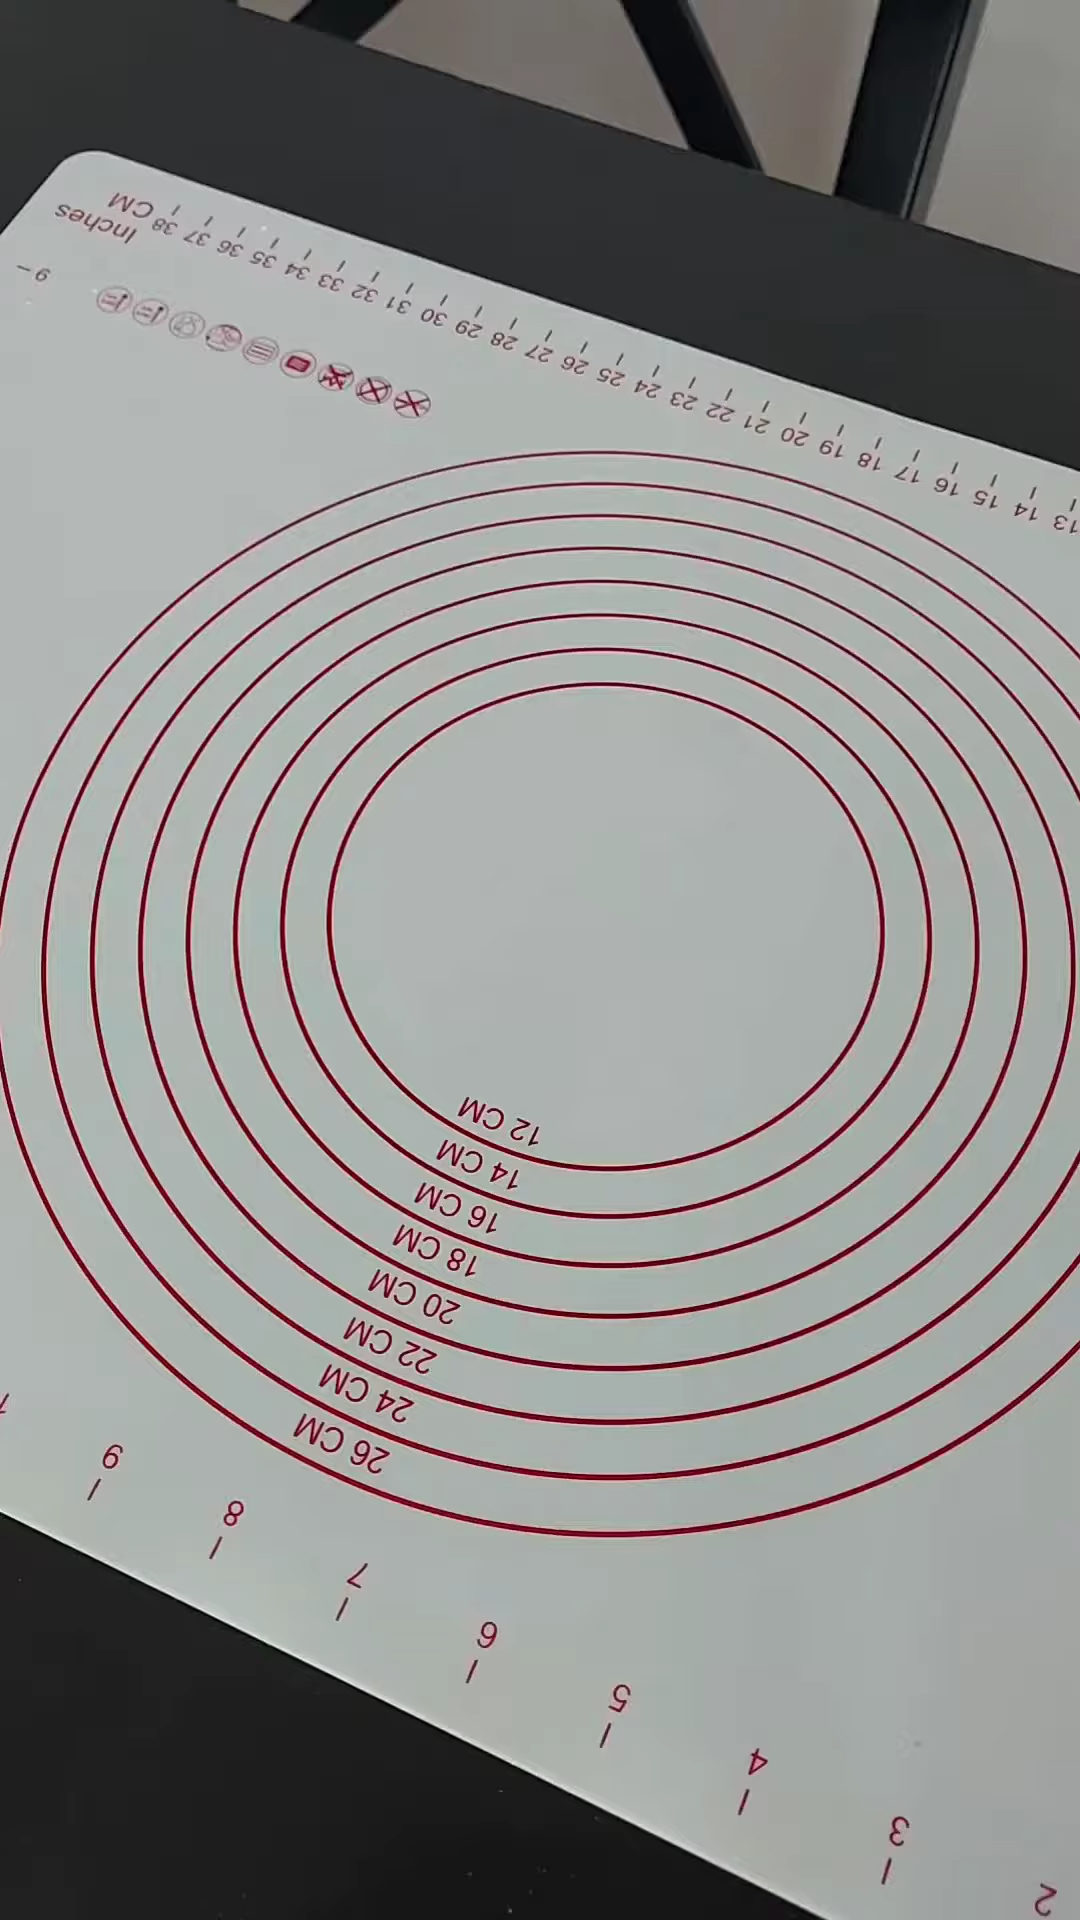 2 3 4 5 6 7 8 9
26 CM
24 CM
22 CM
20 CM
18 CM
16 CM
14 CM
12 CM
13 14 15 16 17 18 19 20 21 22 23 24 25 26 27 28 29 30 31 32 33 34 35 36 37 38 CM
Inches